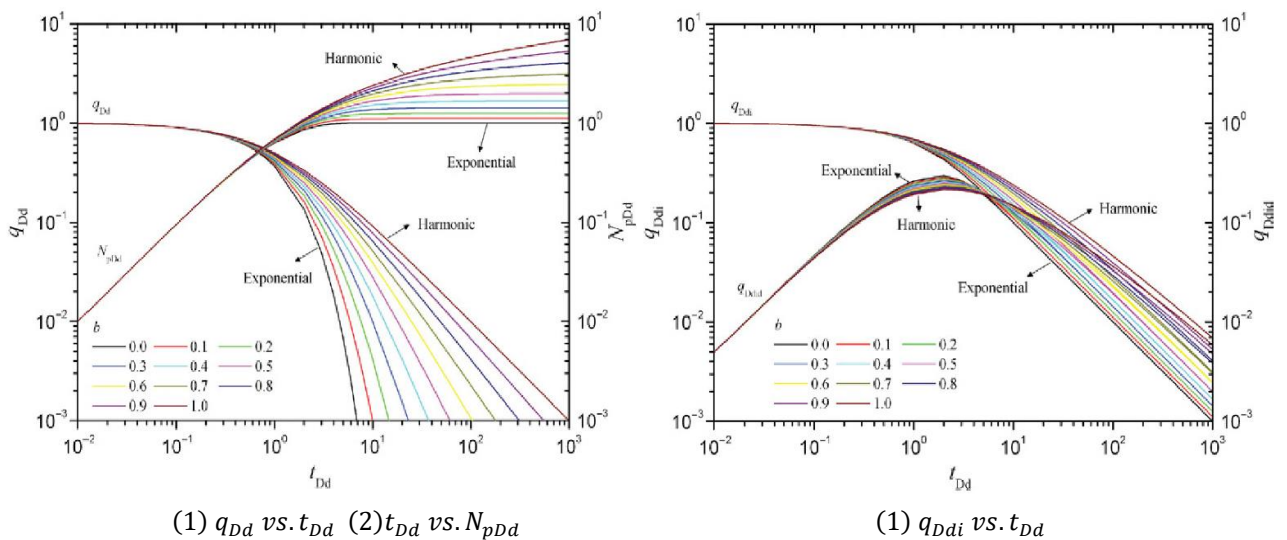 10¹
10⁰
10⁻¹
10⁻²
10⁻³
q_Dd
10⁻² 10⁻¹ 10⁰ 10¹ 10² 10³
t_Dd
10¹
10⁰
10⁻¹
10⁻²
10⁻³
N_pDd
Harmonic
q_Dd
Exponential
N_pDd
Harmonic
Exponential
b
0.0 0.1 0.2
0.3 0.4 0.5
0.6 0.7 0.8
0.9 1.0
10¹
10⁰
10⁻¹
10⁻²
10⁻³
q_Ddi
10⁻² 10⁻¹ 10⁰ 10¹ 10² 10³
t_Dd
10¹
10⁰
10⁻¹
10⁻²
10⁻³
q_Ddid
q_Ddi
Exponential
Harmonic
Harmonic
q_Ddid
Exponential
b
0.0 0.1 0.2
0.3 0.4 0.5
0.6 0.7 0.8
0.9 1.0
(1) q_Dd vs. t_Dd (2)t_Dd vs. N_pDd
(1) q_Ddi vs. t_Dd